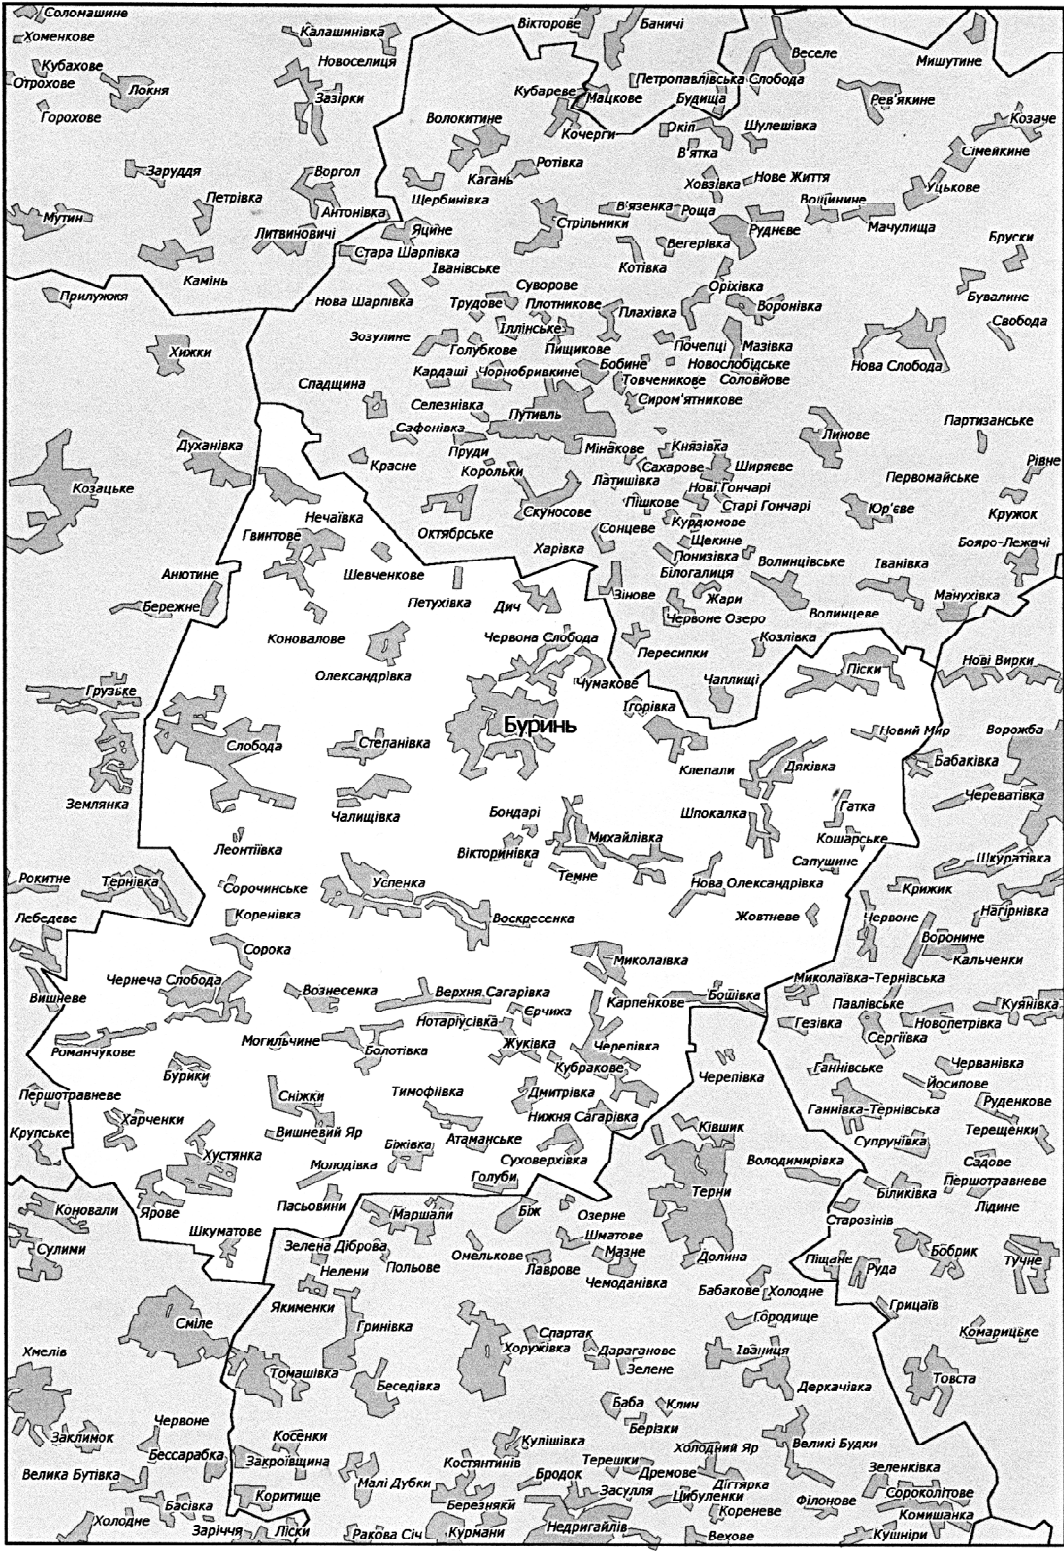 Соломашине
Вікторове
Баничі
Хоменкове
Калашинівка
Веселе
Мишутине
Новоселиця
Кубахове
Отрохове
Локня
Зазірки
Петропавлівська Слобода
Кубареве
Мацкове
Будища
Рев'якине
Горохове
Волокитине
Кочерги
Окіп
Шулешівка
Козаче
В'ятка
Сімейкине
Ротівка
Заруддя
Воргол
Кагань
Ховзівка
Нове Життя
Уцькове
Петрівка
Щербинівка
Вощинине
Мутин
Антонівка
В'язенка
Роща
Литвиновичі
Яцине
Стрільники
Руднєве
Мачулища
Бруски
Стара Шарпівка
Вегерівка
Камінь
Іванівське
Котівка
Прилужжя
Нова Шарпівка
Суворове
Оріхівка
Бувалине
Трудове
Плотникове
Плахівка
Воронівка
Свобода
Зозулине
Іллінське
Хижки
Голубкове
Пищикове
Почепці
Мазівка
Кардаші
Чорнобривкине
Бобине
Новослобідське
Нова Слобода
Спадщина
Товченикове
Соловйове
Селезнівка
Путивль
Сиром'ятникове
Партизанське
Духанівка
Сафонівка
Линове
Пруди
Мінакове
Князівка
Красне
Корольки
Сахарове
Ширяєве
Рівне
Козацьке
Латишівка
Нові Гончарі
Первомайське
Нечаївка
Скуносове
Пішкове
Старі Гончарі
Юр'єве
Кружок
Гвинтове
Октябрське
Сонцеве
Курдюмове
Щекине
Бояро-Лежачі
Харівка
Понизівка
Анютине
Шевченкове
Білогалиця
Волинцівське
Іванівка
Бережне
Петухівка
Дич
Зінове
Жари
Волинцеве
Манухівка
Червоне Озеро
Коновалове
Червона Слобода
Козлівка
Пересипки
Олександрівка
Піски
Нові Вирки
Грузьке
Чумакове
Чаплищі
Ігорівка
Буринь
Новий Мир
Ворожба
Слобода
Степанівка
Бабаківка
Клепали
Дяківка
Землянка
Череватівка
Чалищівка
Бондарі
Шпокалка
Гатка
Леонтіївка
Михайлівка
Кошарське
Вікторинівка
Сапушине
Шкуратівка
Рокитне
Тернівка
Сорочинське
Успенка
Темне
Нова Олександрівка
Крижик
Лебедеве
Коренівка
Воскресенка
Жовтневе
Червоне
Нагірнівка
Воронине
Сорока
Кальченки
Чернеча Слобода
Миколаївка
Миколаївка-Тернівська
Вишневе
Вознесенка
Верхня Сагарівка
Карпенкове
Бошівка
Павлівське
Куянівка
Єрчиха
Нотаріусівка
Гезівка
Новопетрівка
Романчукове
Могильчине
Болотівка
Жуківка
Черепівка
Сергіївка
Бурики
Кубракове
Черепівка
Ганнівське
Черванівка
Першотравневе
Сніжки
Тимофіївка
Дмитрівка
Йосипове
Харченки
Нижня Сагарівка
Ганнівка-Тернівська
Руденкове
Крупське
Вишневий Яр
Атаманське
Ківшик
Супрунівка
Терещенки
Хустянка
Біжівка
Молодівка
Суховерхівка
Володимирівка
Садове
Голуби
Терни
Біликівка
Першотравневе
Коновали
Ярове
Пасьовини
Маршали
Біж
Озерне
Старозінів
Лідине
Шкуматове
Сулими
Зелена Діброва
Шматове
Омелькове
Мазне
Долина
Піщане
Бобрик
Тучне
Нелени
Польове
Лаврове
Руда
Чемоданівка
Бабакове
Холодне
Якименки
Грицаїв
Сміле
Гринівка
Городище
Комарицьке
Спартак
Хмелів
Хоружівка
Дараганове
Іваниця
Томашівка
Зелене
Беседівка
Деркачівка
Товста
Баба
Клин
Червоне
Заклимок
Косенки
Кулішівка
Берізки
Великі Будки
Бессарабка
Закроївщина
Холодний Яр
Костянтинів
Терешки
Зеленківка
Велика Бутівка
Малі Дубки
Бродок
Дремове
Дігтярка
Сороколітове
Басівка
Коритище
Березняки
Засулля
Цибуленки
Філонове
Холодне
Кореневе
Комишанка
Заріччя
Ліски
Ракова Січ
Курмани
Недригайлів
Вехове
Кушніри